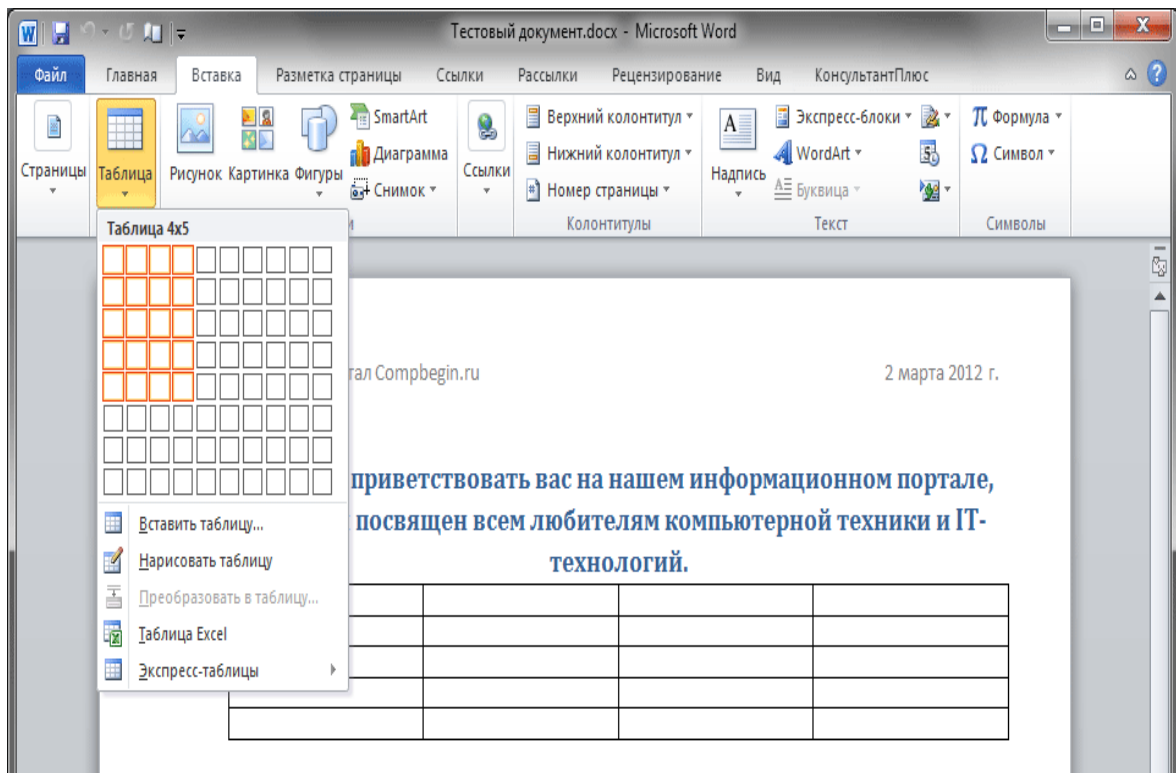 Тестовый документ.docx - Microsoft Word
Файл Главная Вставка Разметка страницы Ссылки Рассылки Рецензирование Вид КонсультантПлюс
Страницы
Таблица
Рисунок Картинка Фигуры
SmartArt
Диаграмма
Снимок
Ссылки
Верхний колонтитул
Нижний колонтитул
Номер страницы
Колонтитулы
Надпись
Экспресс-блоки
WordArt
Буквица
Текст
π Формула
Ω Символ
Символы
Таблица 4x5
Вставить таблицу...
Нарисовать таблицу
Преобразовать в таблицу...
Таблица Excel
Экспресс-таблицы
Compbegin.ru 2 марта 2012 г.
приветствовать вас на нашем информационном портале,
посвящен всем любителям компьютерной техники и IT-
технологий.